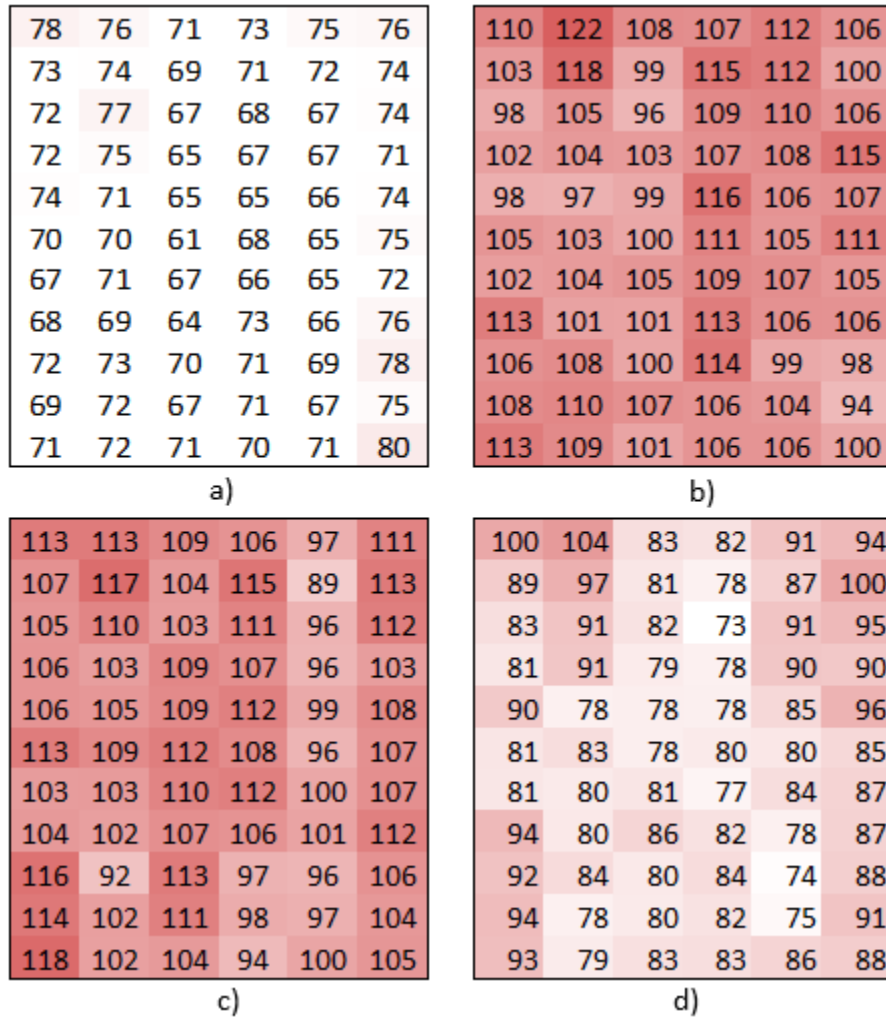 78 76 71 73 75 76
73 74 69 71 72 74
72 77 67 68 67 74
72 75 65 67 67 71
74 71 65 65 66 74
70 70 61 68 65 75
67 71 67 66 65 72
68 69 64 73 66 76
72 73 70 71 69 78
69 72 67 71 67 75
71 72 71 70 71 80
a)
110 122 108 107 112 106
103 118 99 115 112 100
98 105 96 109 110 106
102 104 103 107 108 115
98 97 99 116 106 107
105 103 100 111 105 111
102 104 105 109 107 105
113 101 101 113 106 106
106 108 100 114 99 98
108 110 107 106 104 94
113 109 101 106 106 100
b)
113 113 109 106 97 111
107 117 104 115 89 113
105 110 103 111 96 112
106 103 109 107 96 103
106 105 109 112 99 108
113 109 112 108 96 107
103 103 110 112 100 107
104 102 107 106 101 112
116 92 113 97 96 106
114 102 111 98 97 104
118 102 104 94 100 105
c)
100 104 83 82 91 94
89 97 81 78 87 100
83 91 82 73 91 95
81 91 79 78 90 90
90 78 78 78 85 96
81 83 78 80 80 85
81 80 81 77 84 87
94 80 86 82 78 87
92 84 80 84 74 88
94 78 80 82 75 91
93 79 83 83 86 88
d)